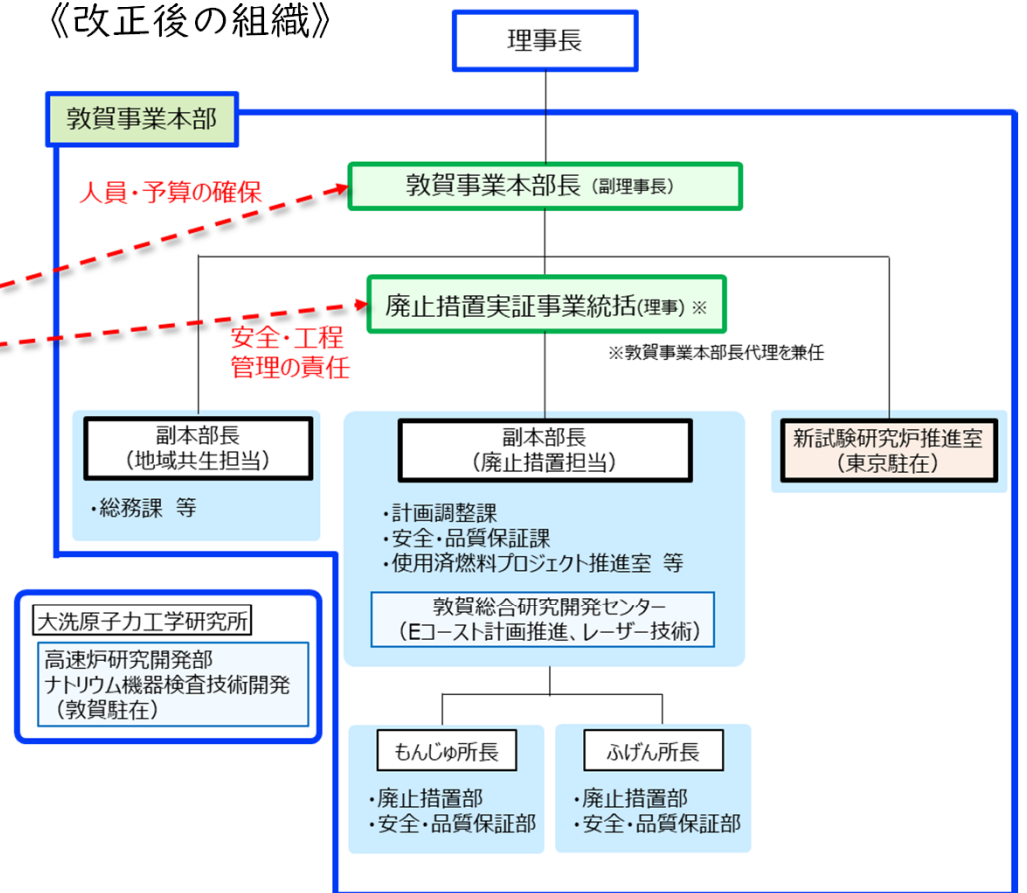 《改正後の組織》
理事長
敦賀事業本部
人員・予算の確保
敦賀事業本部長（副理事長）
廃止措置実証事業統括(理事) ※
安全・工程
管理の責任
※敦賀事業本部長代理を兼任
副本部長
（地域共生担当）
・総務課 等
副本部長
（廃止措置担当）
・計画調整課
・安全・品質保証課
・使用済燃料プロジェクト推進室 等
敦賀総合研究開発センター
（Eコースト計画推進、レーザー技術）
新試験研究炉推進室
（東京駐在）
大洗原子力工学研究所
高速炉研究開発部
ナトリウム機器検査技術開発
（敦賀駐在）
もんじゅ所長
・廃止措置部
・安全・品質保証部
ふげん所長
・廃止措置部
・安全・品質保証部